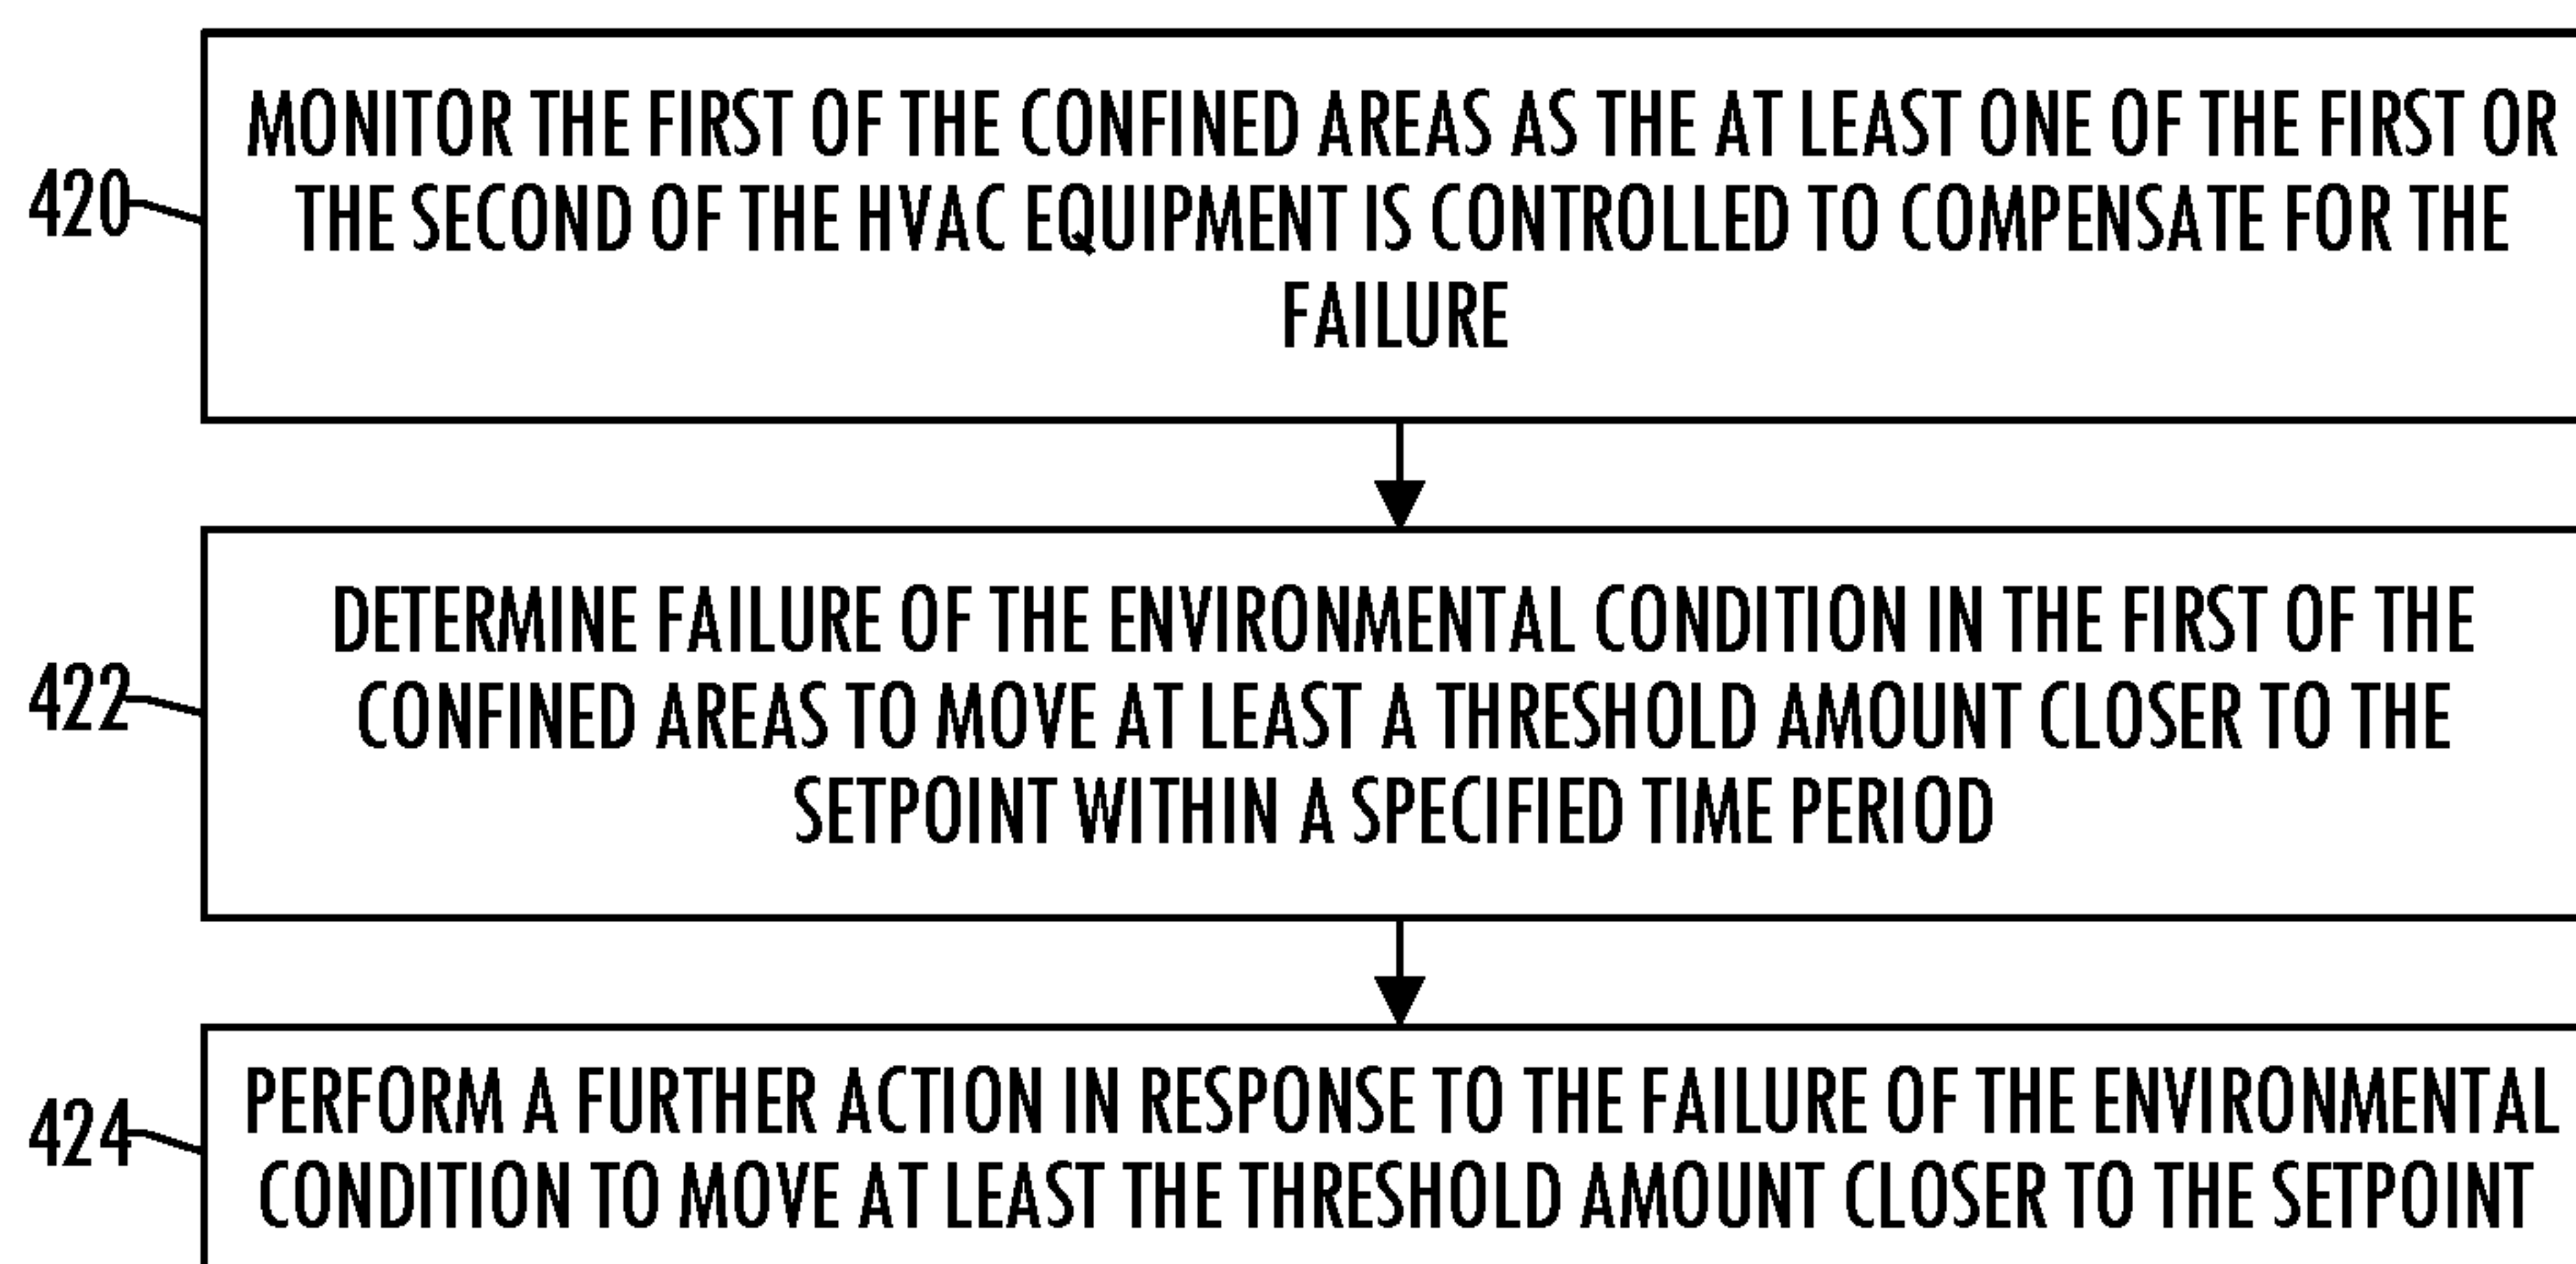 MONITOR THE FIRST OF THE CONFINED AREAS AS THE AT LEAST ONE OF THE FIRST OR
420
THE SECOND OF THE HVAC EQUIPMENT IS CONTROLLED TO COMPENSATE FOR THE
FAILURE
DETERMINE FAILURE OF THE ENVIRONMENTAL CONDITION IN THE FIRST OF THE
422
CONFINED AREAS TO MOVE AT LEAST A THRESHOLD AMOUNT CLOSER TO THE
SETPOINT WITHIN A SPECIFIED TIME PERIOD
PERFORM A FURTHER ACTION IN RESPONSE TO THE FAILURE OF THE ENVIRONMENTAL
424
CONDITION TO MOVE AT LEAST THE THRESHOLD AMOUNT CLOSER TO THE SETPOINT